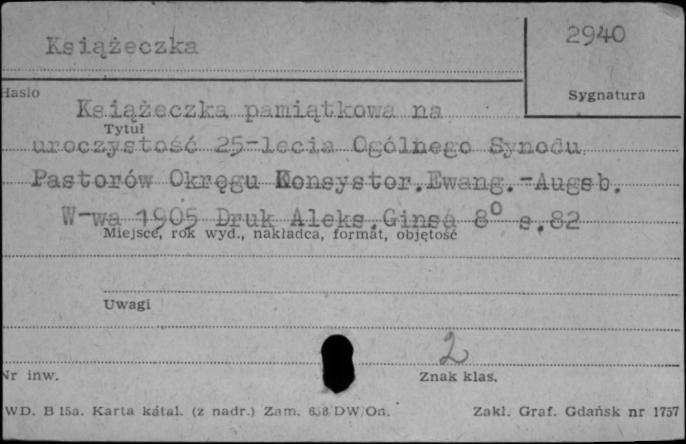 Książeczka
2940
Hasło
Sygnatura
Książeczka pamiątkowa na
Tytuł
uroczystość 25-lecia Ogólnego Synodu
Pastorów Okręgu Konsystor.Ewang.-Augsb.
W-wa 1905 Druk Aleks.Ginsa 8° s.82
Miejsce, rok wyd., nakładca, format, objętość
Uwagi
2
Nr inw.
Znak klas.
WD. B 15a. Karta katal. (z nadr.) Zam. 658/DW/On.
Zakł. Graf. Gdańsk nr 1757